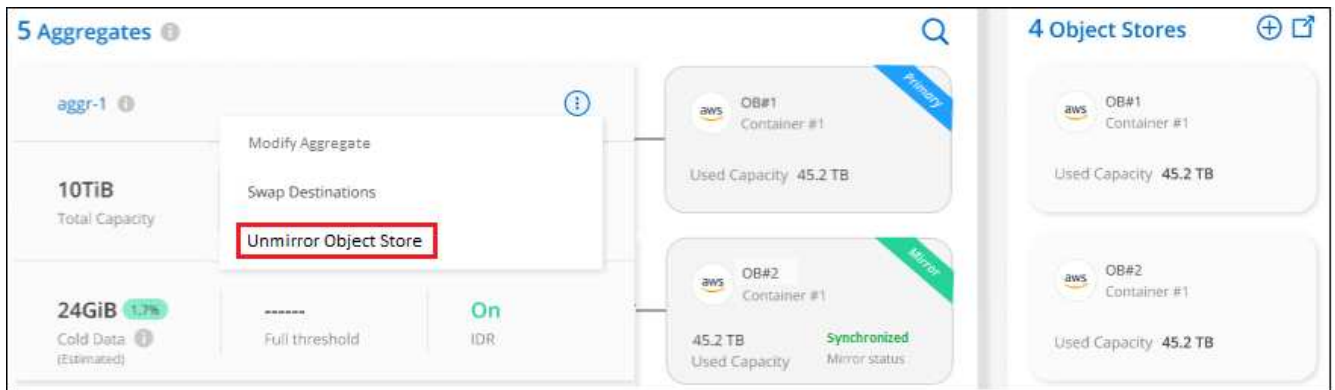 5 Aggregates
4 Object Stores
aggr-1
Modify Aggregate
Swap Destinations
Unmirror Object Store
10TiB
Total Capacity
24GiB 1.7%
Cold Data
(Estimated)
------
Full threshold
On
IDR
Primary
aws
OB#1
Container #1
Used Capacity 45.2 TB
Mirror
aws
OB#2
Container #1
45.2 TB
Used Capacity
Synchronized
Mirror status
aws
OB#1
Container #1
Used Capacity 45.2 TB
aws
OB#2
Container #1
Used Capacity 45.2 TB